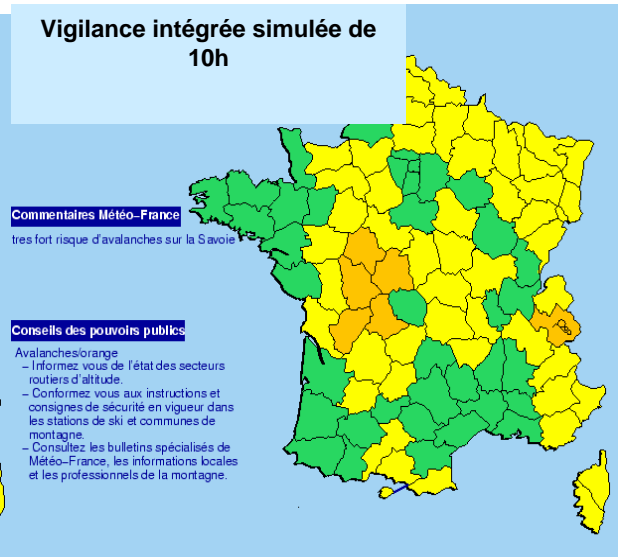 Vigilance intégrée simulée de
10h
Commentaires Météo–France
tres fort risque d'avalanches sur la Savoie
Conseils des pouvoirs publics
Avalanches/orange
– Informez vous de l'état des secteurs
routiers d'altitude.
– Conformez vous aux instructions et
consignes de sécurité en vigueur dans
les stations de ski et communes de
montagne.
– Consultez les bulletins spécialisés de
Météo–France, les informations locales
et les professionnels de la montagne.